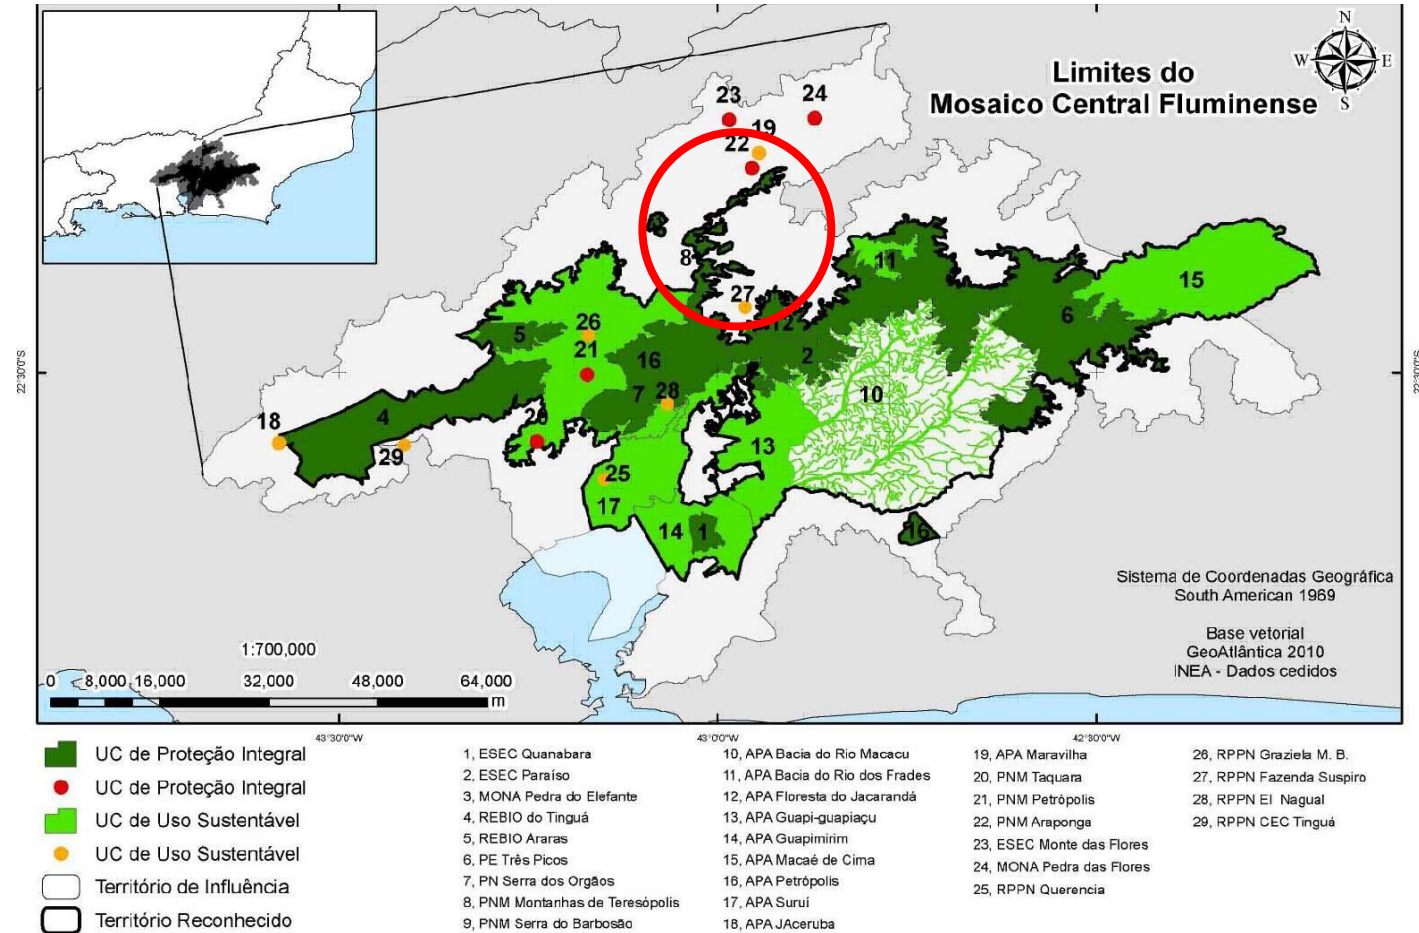 N
W
E
S
Limites do
Mosaico Central Fluminense
23
24
19
22
8
27
12
11
15
6
5
26
21
16
2
7
28
10
18
4
29
13
25
17
14
1
16
22°30'0"S
22°30'0"S
Sistema de Coordenadas Geográfica
South American 1969
Base vetorial
GeoAtlântica 2010
INEA - Dados cedidos
1:700,000
0 8,000 16,000 32,000 48,000 64,000
m
43°30'0"W
43°0'0"W
42°30'0"W
UC de Proteção Integral
UC de Proteção Integral
UC de Uso Sustentável
UC de Uso Sustentável
Território de Influência
Território Reconhecido
1, ESEC Quanabara
2, ESEC Paraíso
3, MONA Pedra do Elefante
4, REBIO do Tinguá
5, REBIO Araras
6, PE Três Picos
7, PN Serra dos Orgãos
8, PNM Montanhas de Teresópolis
9, PNM Serra do Barbosão
10, APA Bacia do Rio Macacu
11, APA Bacia do Rio dos Frades
12, APA Floresta do Jacarandá
13, APA Guapi-guapiaçu
14, APA Guapimirim
15, APA Macaé de Cima
16, APA Petrópolis
17, APA Suruí
18, APA JAceruba
19, APA Maravilha
20, PNM Taquara
21, PNM Petrópolis
22, PNM Araponga
23, ESEC Monte das Flores
24, MONA Pedra das Flores
25, RPPN Querencia
26, RPPN Graziela M. B.
27, RPPN Fazenda Suspiro
28, RPPN El Nagual
29, RPPN CEC Tinguá